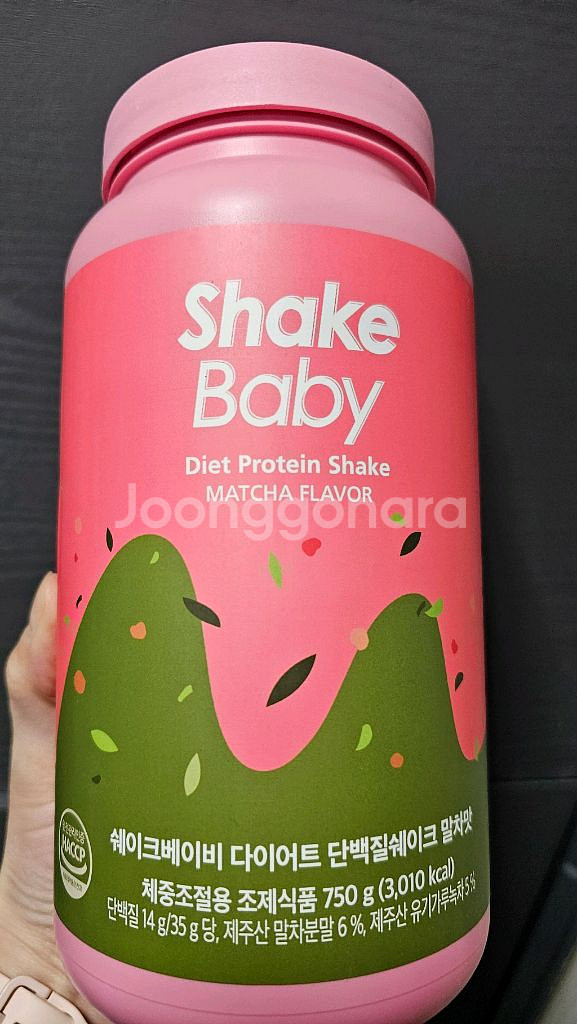 Shake
Baby
Diet Protein Shake
MATCHA FLAVOR
Joonggonara
HACCP
쉐이크베이비 다이어트 단백질쉐이크 말차맛
체중조절용 조제식품 750 g (3,010 kcal)
단백질 14 g/35 g 당, 제주산 말차분말 6 %, 제주산 유기가루녹차 5 %